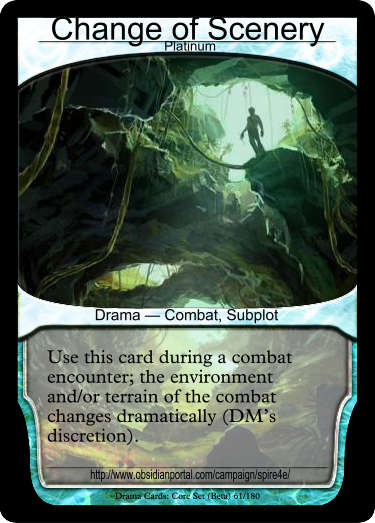 Change of Scenery
Platinum
Drama — Combat, Subplot
Use this card during a combat
encounter; the environment
and/or terrain of the combat
changes dramatically (DM's
discretion).
http://www.obsidianportal.com/campaign/spire4e/
Drama Cards: Core Set (Beta) 61/180